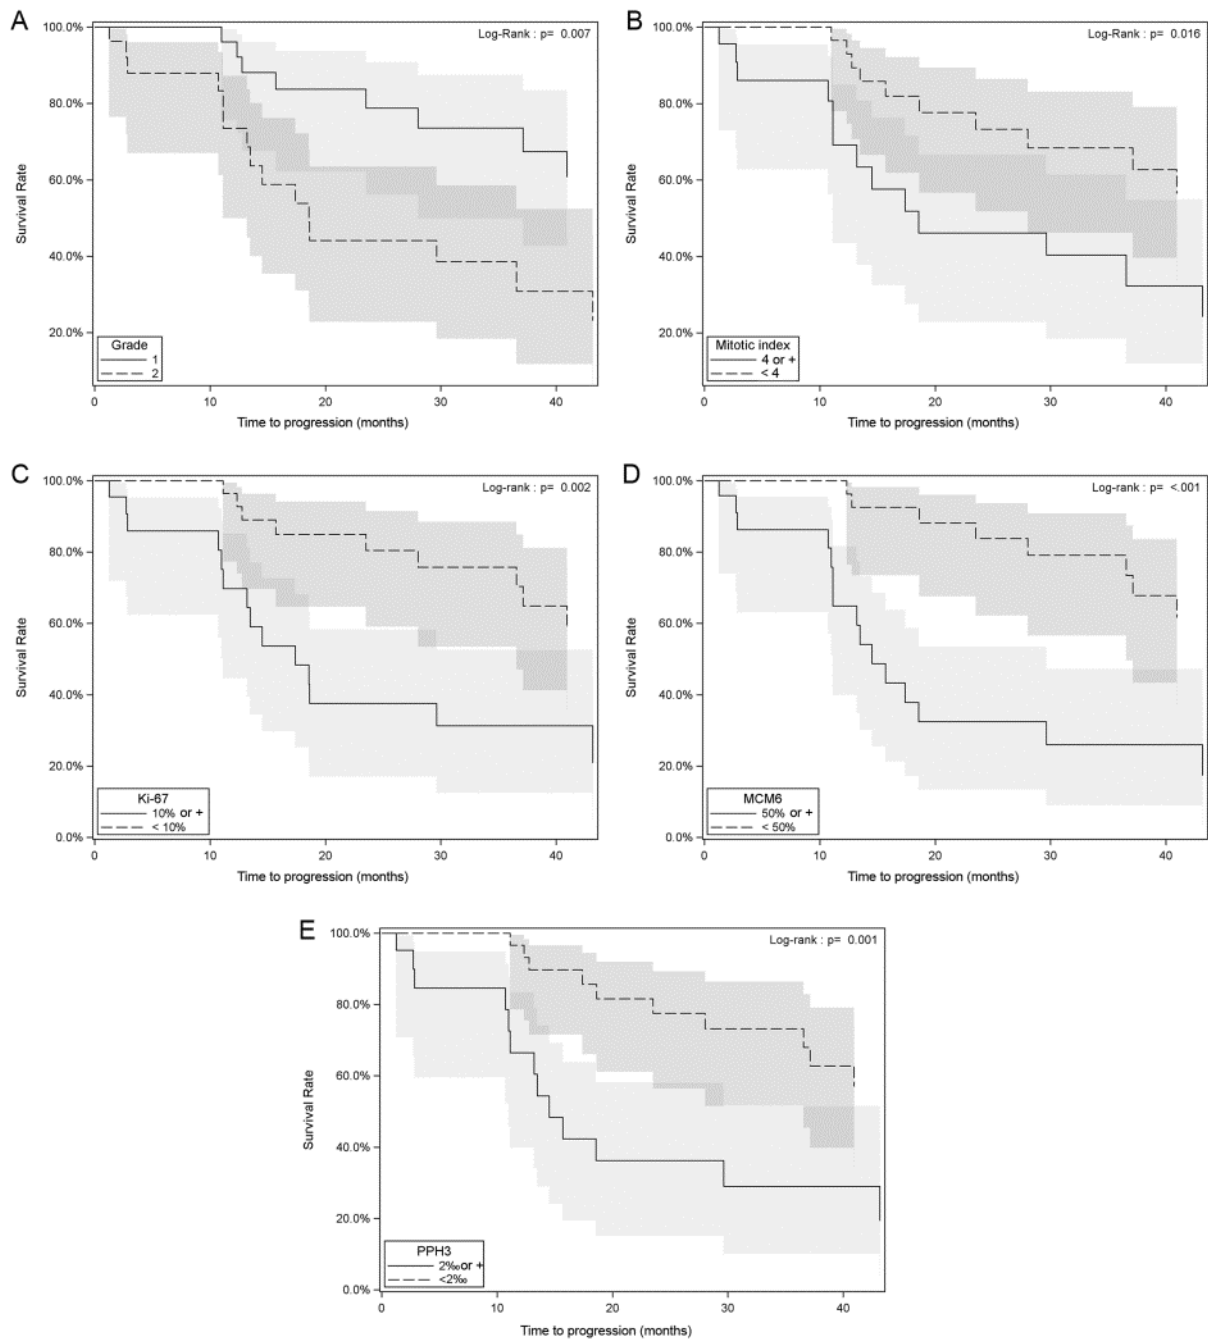 A
Log-Rank : p= 0.007
100.0%
80.0%
60.0%
40.0%
20.0%
Survival Rate
Grade
1
2
0 10 20 30 40
Time to progression (months)
B
Log-Rank : p= 0.016
100.0%
80.0%
60.0%
40.0%
20.0%
Survival Rate
Mitotic index
4 or +
< 4
0 10 20 30 40
Time to progression (months)
C
Log-rank : p= 0.002
100.0%
80.0%
60.0%
40.0%
20.0%
0.0%
Survival Rate
Ki-67
10% or +
< 10%
0 10 20 30 40
Time to progression (months)
D
Log-rank : p= <.001
100.0%
80.0%
60.0%
40.0%
20.0%
0.0%
Survival Rate
MCM6
50% or +
< 50%
0 10 20 30 40
Time to progression (months)
E
Log-rank : p= 0.001
100.0%
80.0%
60.0%
40.0%
20.0%
0.0%
Survival Rate
PPH3
2‰ or +
<2‰
0 10 20 30 40
Time to progression (months)